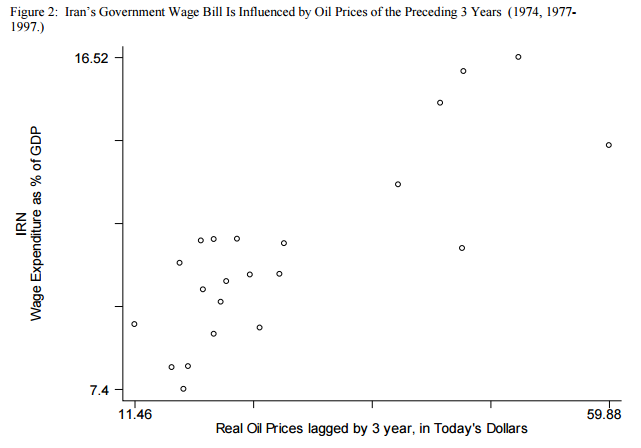 Figure 2:  Iran's Government Wage Bill Is Influenced by Oil Prices of the Preceding 3 Years  (1974, 1977-
1997.)
16.52
IRN
Wage Expenditure as % of GDP
7.4
11.46
59.88
Real Oil Prices lagged by 3 year, in Today's Dollars